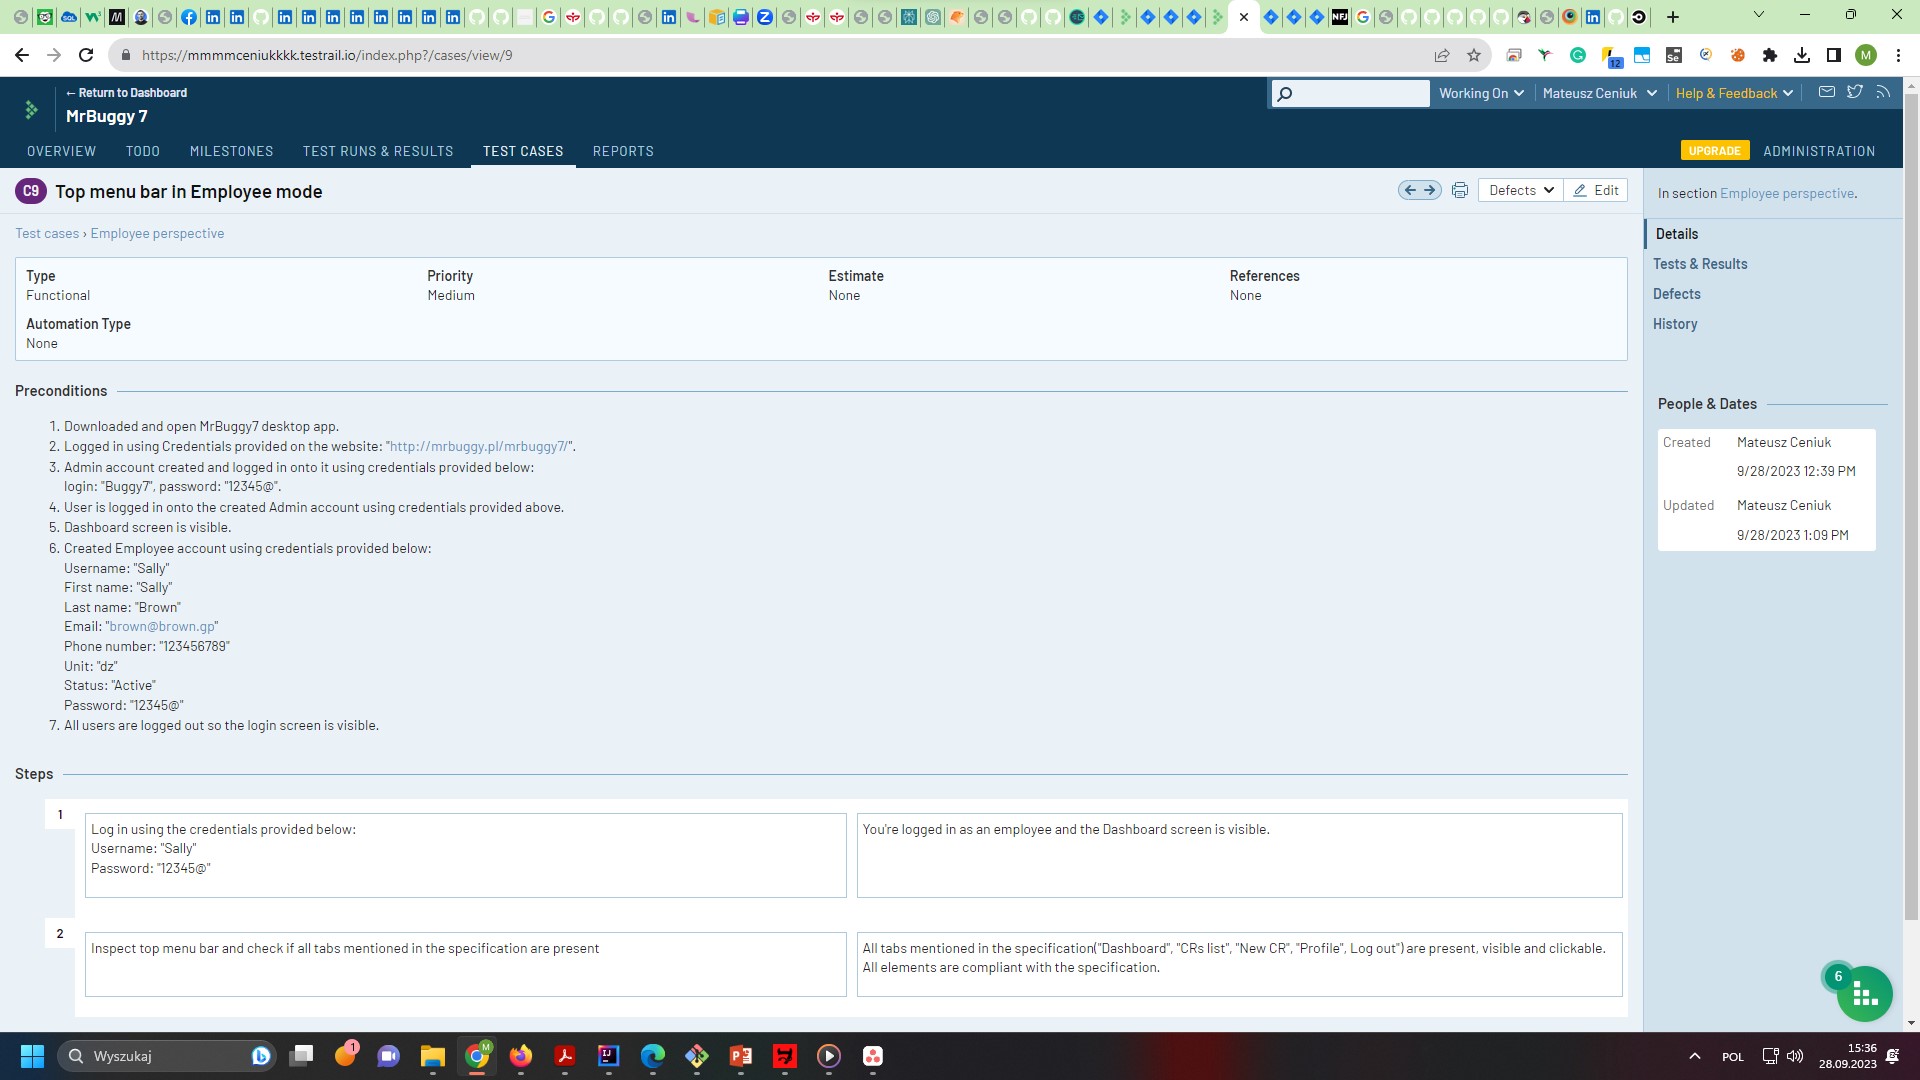 https://mmmmceniukkkk.testrail.io/index.php?/cases/view/9
12
Se
M
← Return to Dashboard
MrBuggy 7
Working On
Mateusz Ceniuk
Help & Feedback
OVERVIEW
TODO
MILESTONES
TEST RUNS & RESULTS
TEST CASES
REPORTS
UPGRADE
ADMINISTRATION
C9
Top menu bar in Employee mode
Defects
Edit
In section Employee perspective.
Test cases › Employee perspective
Details
Tests & Results
Defects
History
Type
Functional
Priority
Medium
Estimate
None
References
None
Automation Type
None
People & Dates
Created
Mateusz Ceniuk
9/28/2023 12:39 PM
Updated
Mateusz Ceniuk
9/28/2023 1:09 PM
Preconditions
1. Downloaded and open MrBuggy7 desktop app.
2. Logged in using Credentials provided on the website: "http://mrbuggy.pl/mrbuggy7/".
3. Admin account created and logged in onto it using credentials provided below:
login: "Buggy7", password: "12345@".
4. User is logged in onto the created Admin account using credentials provided above.
5. Dashboard screen is visible.
6. Created Employee account using credentials provided below:
Username: "Sally"
First name: "Sally"
Last name: "Brown"
Email: "brown@brown.gp"
Phone number: "123456789"
Unit: "dz"
Status: "Active"
Password: "12345@"
7. All users are logged out so the login screen is visible.
Steps
1
Log in using the credentials provided below:
Username: "Sally"
Password: "12345@"
You're logged in as an employee and the Dashboard screen is visible.
2
Inspect top menu bar and check if all tabs mentioned in the specification are present
All tabs mentioned in the specification("Dashboard", "CRs list", "New CR", "Profile", Log out") are present, visible and clickable.
All elements are compliant with the specification.
6
Wyszukaj
1
M
POL
15:36
28.09.2023